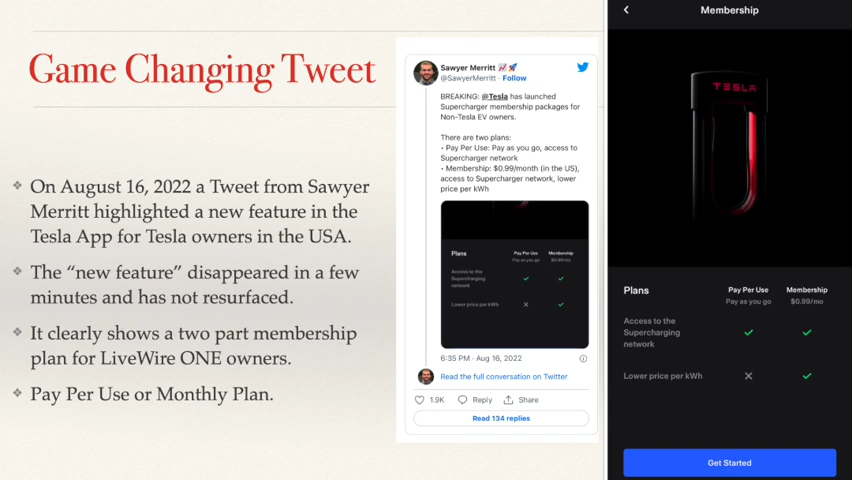 Game Changing Tweet
❖ On August 16, 2022 a Tweet from Sawyer
Merritt highlighted a new feature in the
Tesla App for Tesla owners in the USA.
❖ The “new feature” disappeared in a few
minutes and has not resurfaced.
❖ It clearly shows a two part membership
plan for LiveWire ONE owners.
❖ Pay Per Use or Monthly Plan.
Sawyer Merritt 📈🚀
@SawyerMerritt · Follow
BREAKING: @Tesla has launched
Supercharger membership packages for
Non-Tesla EV owners.
There are two plans:
• Pay Per Use: Pay as you go, access to
Supercharger network
• Membership: $0.99/month (in the US),
access to Supercharger network, lower
price per kWh
Plans Pay Per Use Membership
Pay as you go $0.99/mo
Access to the
Supercharging
network
Lower price per kWh
6:35 PM · Aug 16, 2022
Read the full conversation on Twitter
1.9K Reply Share
Read 134 replies
Membership
TESLA
Plans Pay Per Use Membership
Pay as you go $0.99/mo
Access to the
Supercharging
network
Lower price per kWh
Get Started